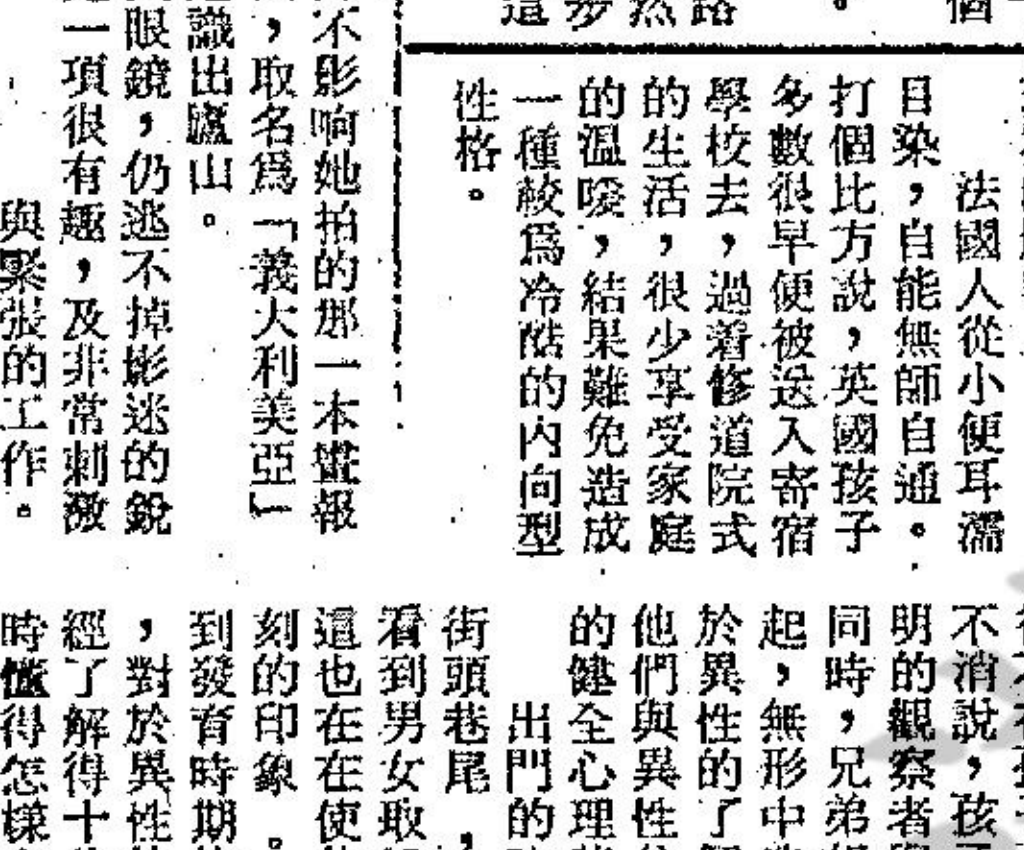 個
路
然
步
這
法國人從小便耳濡
目染，自能無師自通。
打個比方說，英國孩子
多數很早便被送入寄宿
學校去，過着修道院式
的生活，很少享受家庭
的溫暖，結果難免造成
一種較爲冷酷的內向型
性格。
不影响她拍的那一本畫報
，取名爲「義大利美亞」
識出廬山。
眼鏡，仍逃不掉影迷的銳
一項很有趣，及非常刺激
與緊張的工作。
不消說，孩
明的觀察者
同時，兄弟
起，無形中
於異性的了
他們與異性
的健全心理
出門的
街頭巷尾，
看到男女取
這也在在使
刻的印象。
到發育時期
，對於異性
經了解得十
時懂得怎樣